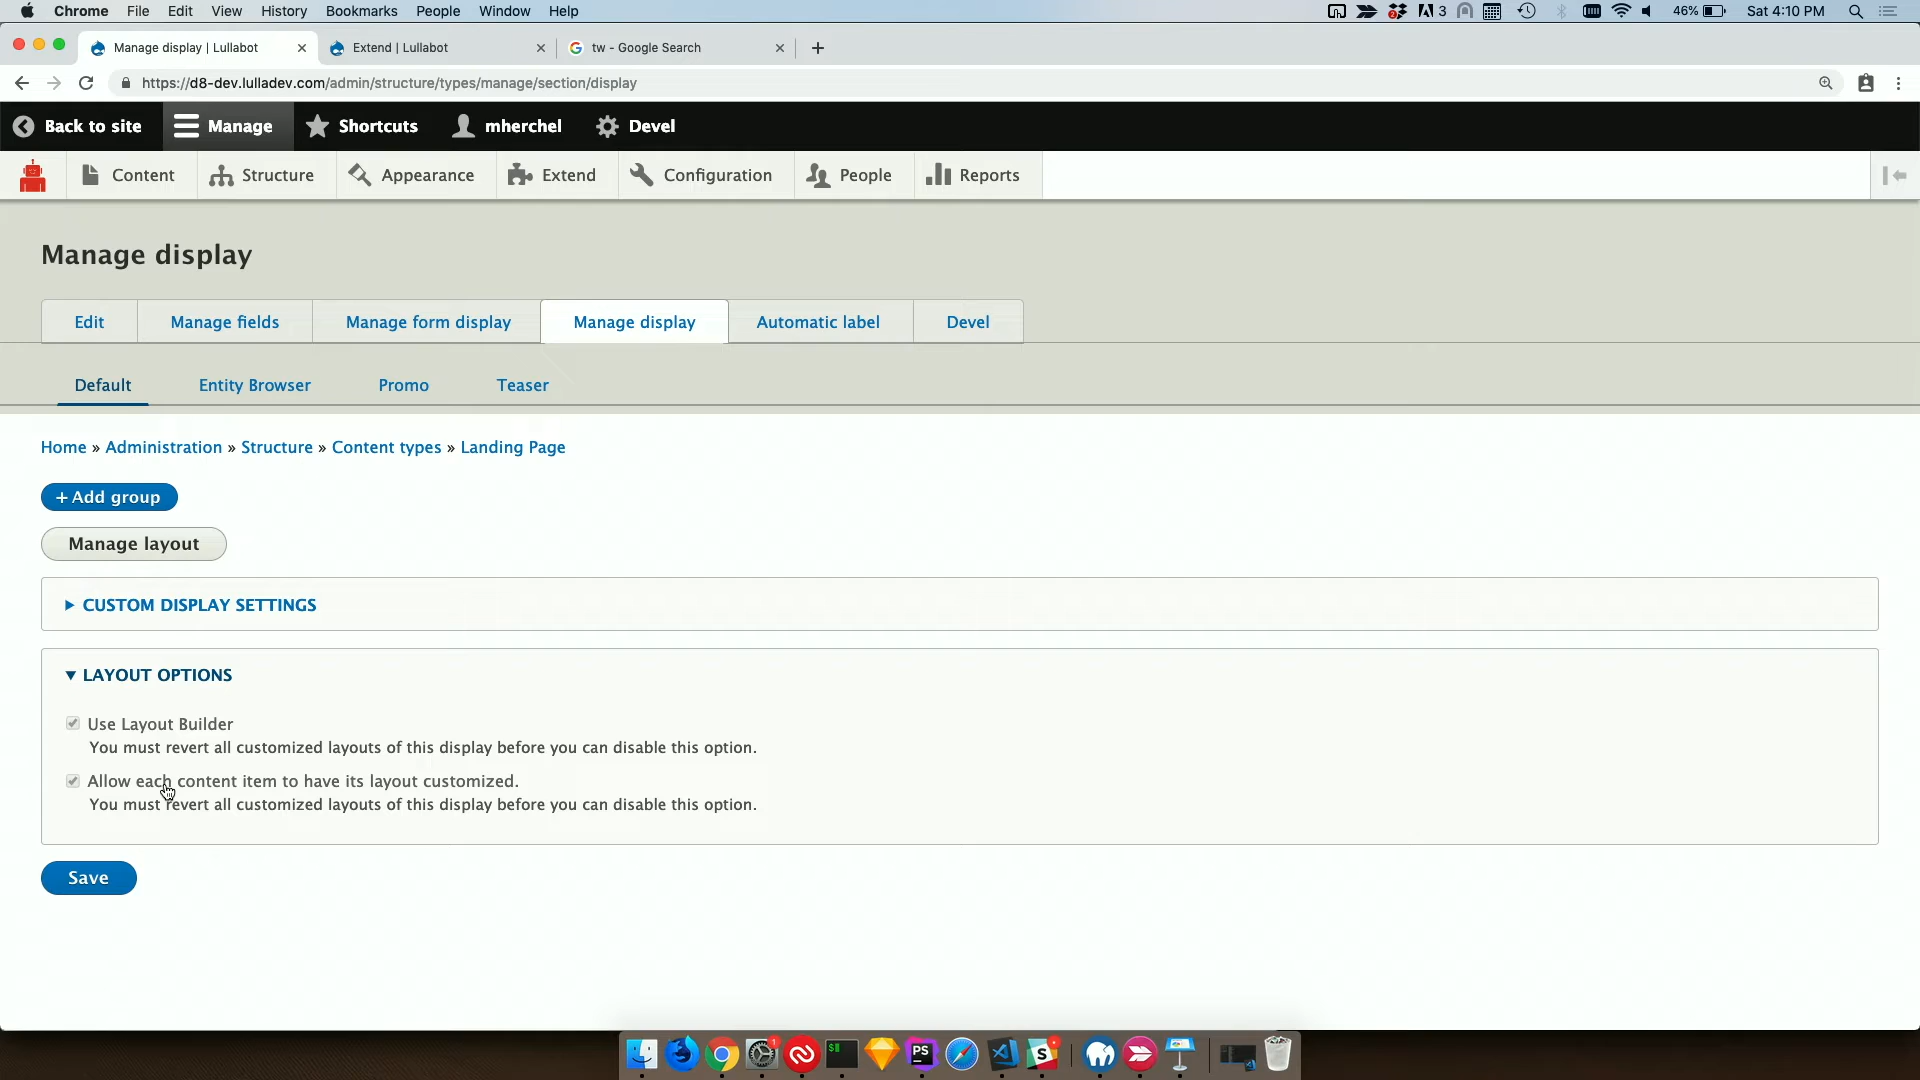 Chrome File Edit View History Bookmarks People Window Help 3 46% Sat 4:10 PM
Manage display | Lullabot Extend | Lullabot tw - Google Search
https://d8-dev.lulladev.com/admin/structure/types/manage/section/display
Back to site Manage Shortcuts mherchel Devel
Content Structure Appearance Extend Configuration People Reports
Manage display
Edit Manage fields Manage form display Manage display Automatic label Devel
Default Entity Browser Promo Teaser
Home » Administration » Structure » Content types » Landing Page
+ Add group
Manage layout
CUSTOM DISPLAY SETTINGS
LAYOUT OPTIONS
Use Layout Builder
You must revert all customized layouts of this display before you can disable this option.
Allow each content item to have its layout customized.
You must revert all customized layouts of this display before you can disable this option.
Save
$ PS S